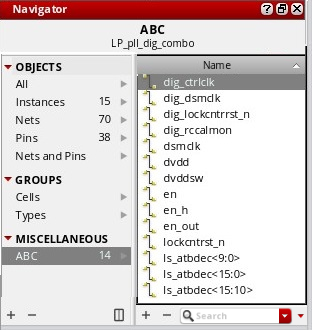 Navigator
ABC
LP_pll_dig_combo
OBJECTS
All
Instances 15
Nets 70
Pins 38
Nets and Pins
GROUPS
Cells
Types
MISCELLANEOUS
ABC 14
Name
dig_ctrlclk
dig_dsmclk
dig_lockcntrrst_n
dig_rccalmon
dsmclk
dvdd
dvddsw
en
en_h
en_out
lockcntrst_n
ls_atbdec<9:0>
ls_atbdec<15:0>
ls_atbdec<15:10>
Search